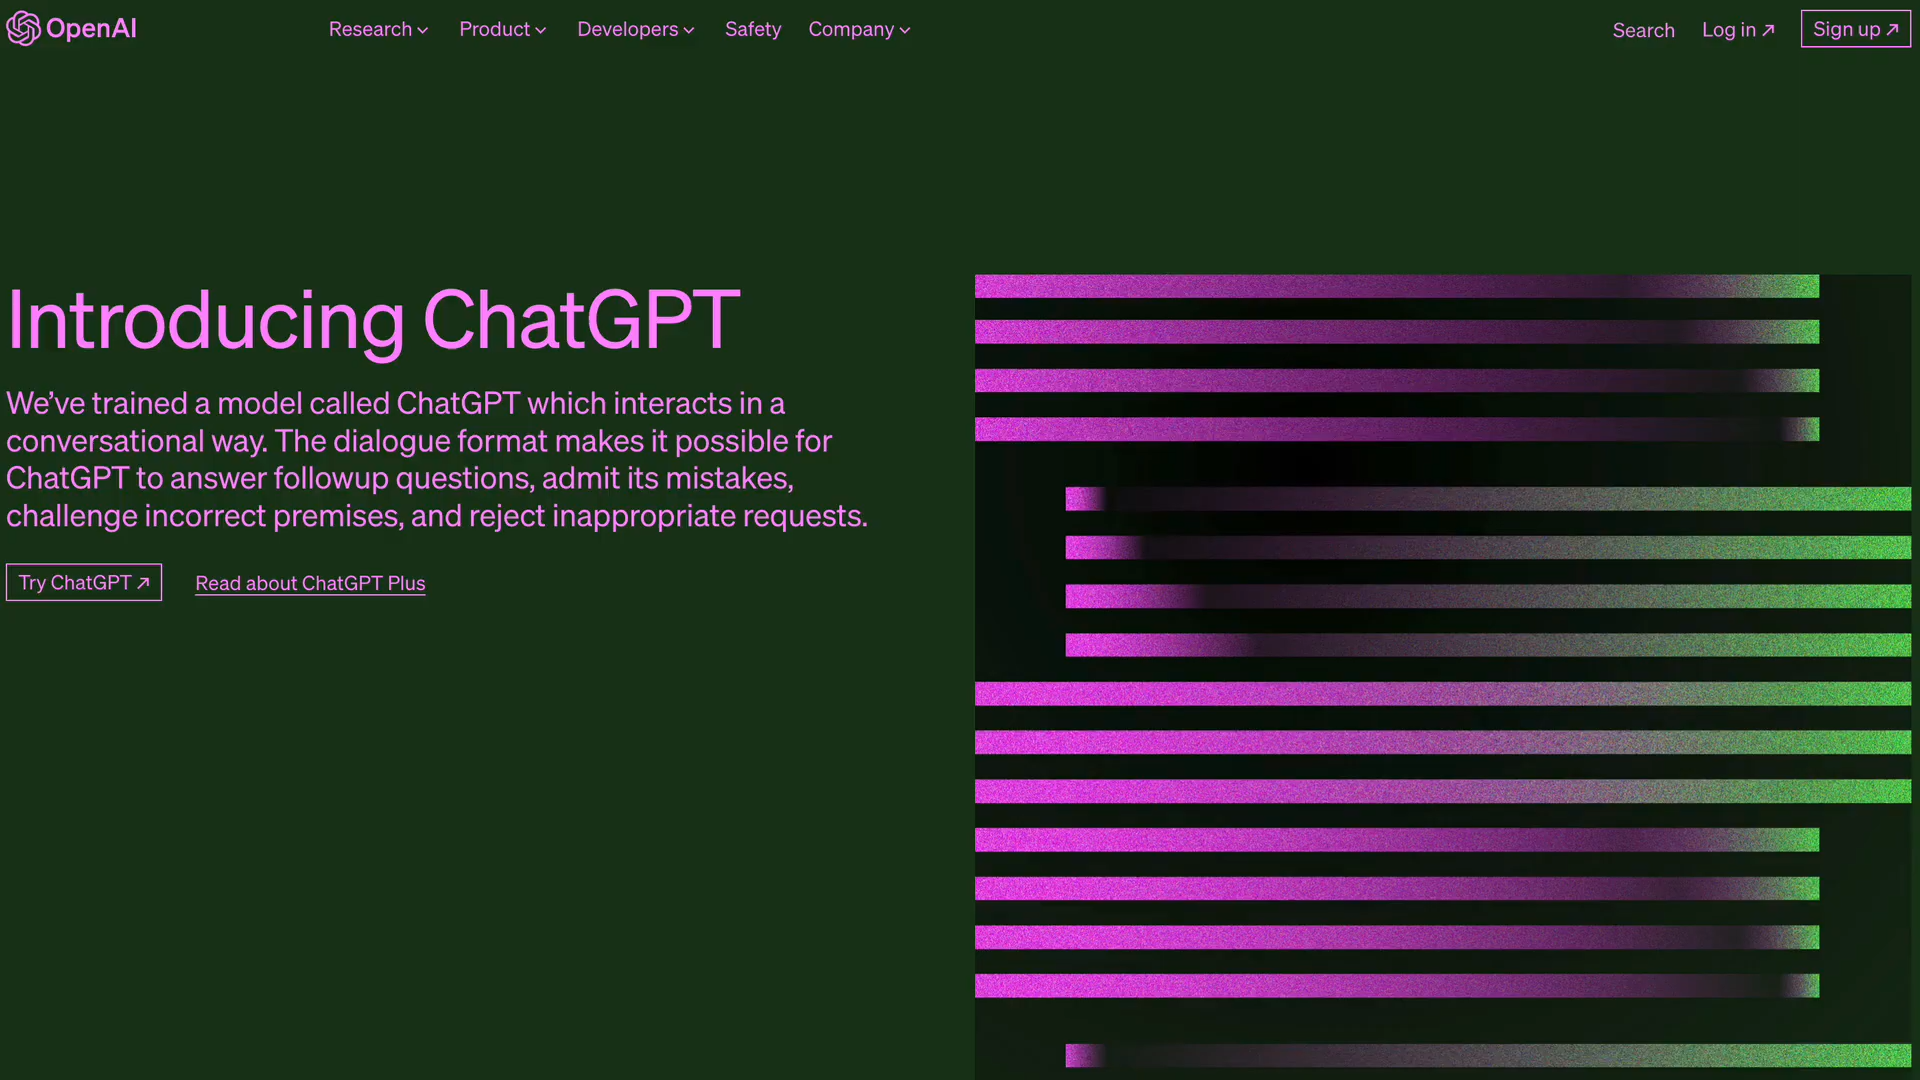 OpenAI
Research
Product
Developers
Safety
Company
Search
Log in ↗
Sign up ↗
Introducing ChatGPT
We’ve trained a model called ChatGPT which interacts in a
conversational way. The dialogue format makes it possible for
ChatGPT to answer followup questions, admit its mistakes,
challenge incorrect premises, and reject inappropriate requests.
Try ChatGPT ↗
Read about ChatGPT Plus